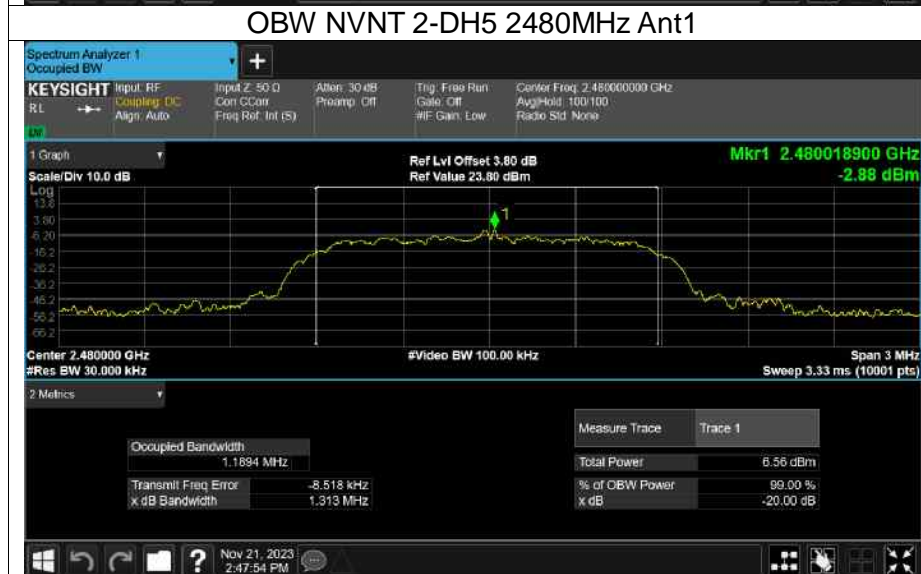 OBW NVNT 2-DH5 2480MHz Ant1
Spectrum Analyzer 1
Occupied BW
+
KEYSIGHT Input: RF Input Z: 50 Ω Atten: 30 dB Trig: Free Run Center Freq: 2.480000000 GHz
RL Coupling: DC Corr CCorr Preamp: Off Gate: Off Avg|Hold: 100/100
Align: Auto Freq Ref: Int (S) #IF Gain: Low Radio Std: None
1 Graph Ref Lvl Offset 3.80 dB Mkr1 2.480018900 GHz
Scale/Div 10.0 dB Ref Value 23.80 dBm -2.88 dBm
Log
13.8
3.80
1
-6.20
-16.2
-26.2
-36.2
-46.2
-56.2
-66.2
Center 2.480000 GHz #Video BW 100.00 kHz Span 3 MHz
#Res BW 30.000 kHz Sweep 3.33 ms (10001 pts)
2 Metrics
Measure Trace Trace 1
Occupied Bandwidth
1.1894 MHz Total Power 6.56 dBm
Transmit Freq Error -8.518 kHz % of OBW Power 99.00 %
x dB Bandwidth 1.313 MHz x dB -20.00 dB
? Nov 21, 2023
2:47:54 PM